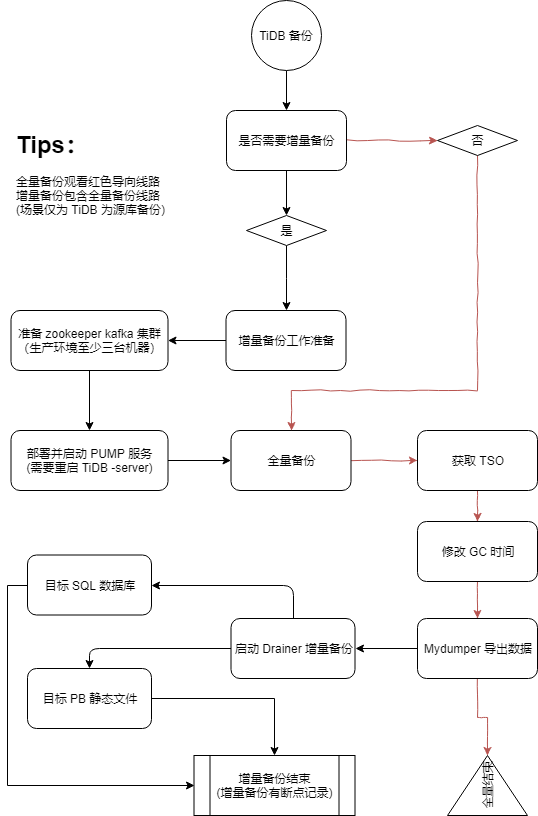 TiDB 备份
是否需要增量备份
否
Tips：
全量备份观看红色导向线路
增量备份包含全量备份线路
(场景仅为 TiDB 为源库备份)
是
准备 zookeeper kafka 集群
（生产环境至少三台机器）
增量备份工作准备
部署并启动 PUMP 服务
(需要重启 TiDB -server)
全量备份
获取 TSO
修改 GC 时间
目标 SQL 数据库
启动 Drainer 增量备份
Mydumper 导出数据
目标 PB 静态文件
增量备份结束
(增量备份有断点记录)
全量结束